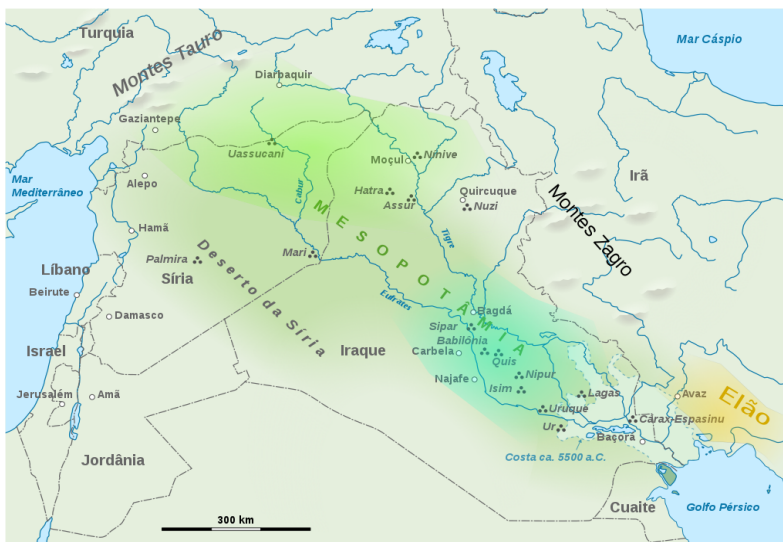 Turquia
Montes Tauro
Mar Cáspio
Diarbaquir
Gaziantepe
Uassucani
Moçul
Nínive
Mar
Mediterrâneo
Alepo
Cabur
Hatra
Assur
Quircuque
Nuzi
Irã
Montes Zagro
MESOPOTÂMIA
Hamã
Tigre
Palmira
Mari
Deserto da Síria
Síria
Líbano
Beirute
Eufrates
Bagdá
Damasco
Sipar
Babilônia
Israel
Iraque
Carbela
Quis
Najafe
Nipur
Isim
Lagas
Avaz
Elão
Jerusalém
Amã
Uruque
Ur
Cárax-Espasinu
Baçorá
Costa ca. 5500 a.C.
Jordânia
Cuaite
Golfo Pérsico
300 km